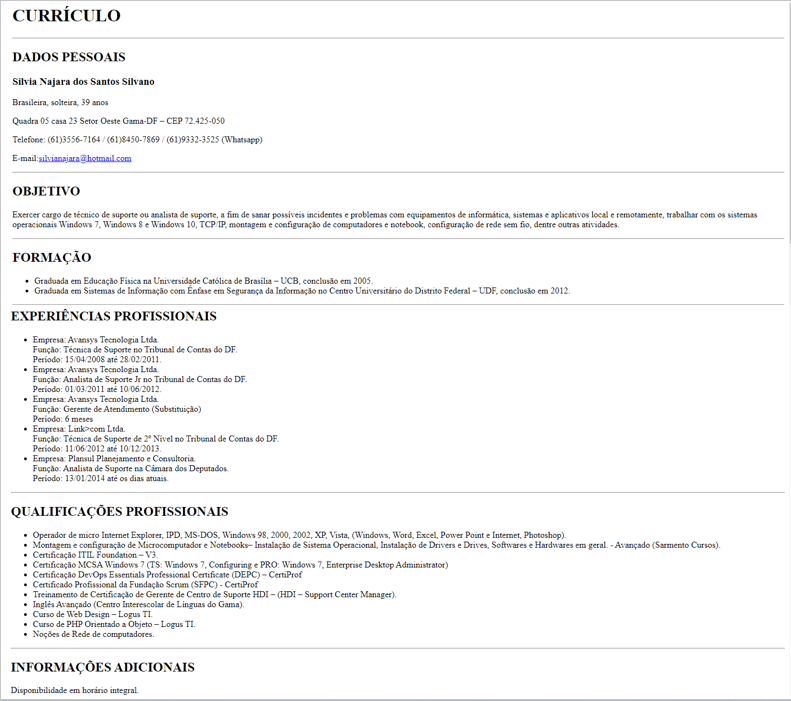 CURRÍCULO
DADOS PESSOAIS
Silvia Najara dos Santos Silvano
Brasileira, solteira, 39 anos
Quadra 05 casa 23 Setor Oeste Gama-DF – CEP 72.425-050
Telefone: (61)3556-7164 / (61)8450-7869 / (61)9332-3525 (Whatsapp)
E-mail:silvianajara@hotmail.com
OBJETIVO
Exercer cargo de técnico de suporte ou analista de suporte, a fim de sanar possíveis incidentes e problemas com equipamentos de informática, sistemas e aplicativos local e remotamente, trabalhar com os sistemas
operacionais Windows 7, Windows 8 e Windows 10, TCP/IP, montagem e configuração de computadores e notebook, configuração de rede sem fio, dentre outras atividades.
FORMAÇÃO
• Graduada em Educação Física na Universidade Católica de Brasília – UCB, conclusão em 2005.
• Graduada em Sistemas de Informação com Ênfase em Segurança da Informação no Centro Universitário do Distrito Federal – UDF, conclusão em 2012.
EXPERIÊNCIAS PROFISSIONAIS
• Empresa: Avansys Tecnologia Ltda.
Função: Técnica de Suporte no Tribunal de Contas do DF.
Período: 15/04/2008 até 28/02/2011.
• Empresa: Avansys Tecnologia Ltda.
Função: Analista de Suporte Jr no Tribunal de Contas do DF.
Período: 01/03/2011 até 10/06/2012.
• Empresa: Avansys Tecnologia Ltda.
Função: Gerente de Atendimento (Substituição)
Período: 6 meses
• Empresa: Link>com Ltda.
Função: Técnica de Suporte de 2º Nível no Tribunal de Contas do DF.
Período: 11/06/2012 até 10/12/2013.
• Empresa: Plansul Planejamento e Consultoria.
Função: Analista de Suporte na Câmara dos Deputados.
Período: 13/01/2014 até os dias atuais.
QUALIFICAÇÕES PROFISSIONAIS
• Operador de micro Internet Explorer, IPD, MS-DOS, Windows 98, 2000, 2002, XP, Vista, (Windows, Word, Excel, Power Point e Internet, Photoshop).
• Montagem e configuração de Microcomputador e Notebooks– Instalação de Sistema Operacional, Instalação de Drivers e Drives, Softwares e Hardwares em geral. - Avançado (Sarmento Cursos).
• Certificação ITIL Foundation – V3.
• Certificação MCSA Windows 7 (TS: Windows 7, Configuring e PRO: Windows 7, Enterprise Desktop Administrator)
• Certificação DevOps Essentials Professional Certificate (DEPC) – CertiProf
• Certificado Profissional da Fundação Scrum (SFPC) - CertiProf
• Treinamento de Certificação de Gerente de Centro de Suporte HDI – (HDI – Support Center Manager).
• Inglês Avançado (Centro Interescolar de Línguas do Gama).
• Curso de Web Design – Logus TI.
• Curso de PHP Orientado a Objeto – Logus TI.
• Noções de Rede de computadores.
INFORMAÇÕES ADICIONAIS
Disponibilidade em horário integral.